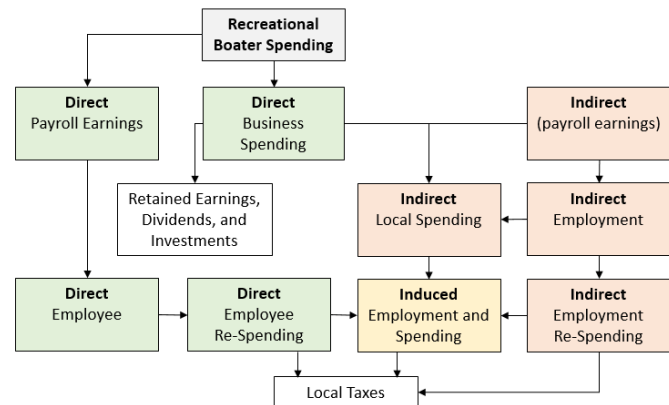 Recreational
Boater Spending
Direct
Payroll Earnings
Direct
Business
Spending
Indirect
(payroll earnings)
Retained Earnings,
Dividends, and
Investments
Indirect
Local Spending
Indirect
Employment
Direct
Employee
Direct
Employee
Re-Spending
Induced
Employment and
Spending
Indirect
Employment
Re-Spending
Local Taxes